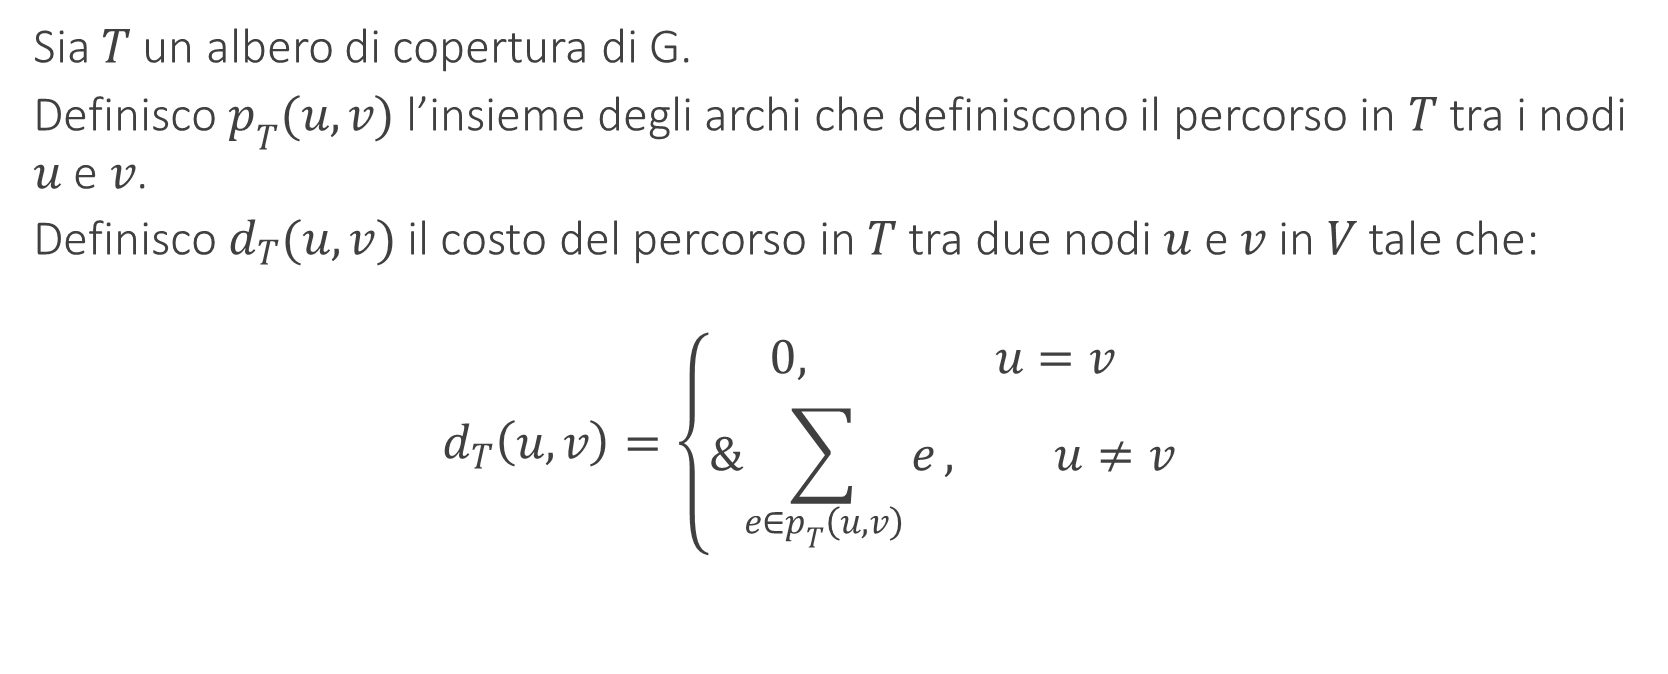 Sia 𝑇 un albero di copertura di G.
Definisco 𝑝_𝑇(𝑢, 𝑣) l’insieme degli archi che definiscono il percorso in 𝑇 tra i nodi
𝑢 e 𝑣.
Definisco 𝑑_𝑇(𝑢, 𝑣) il costo del percorso in 𝑇 tra due nodi 𝑢 e 𝑣 in 𝑉 tale che:
0, 𝑢 = 𝑣
𝑑_𝑇(𝑢, 𝑣) = { & ∑ 𝑒 , 𝑢 ≠ 𝑣
𝑒∈𝑝_𝑇(𝑢,𝑣)